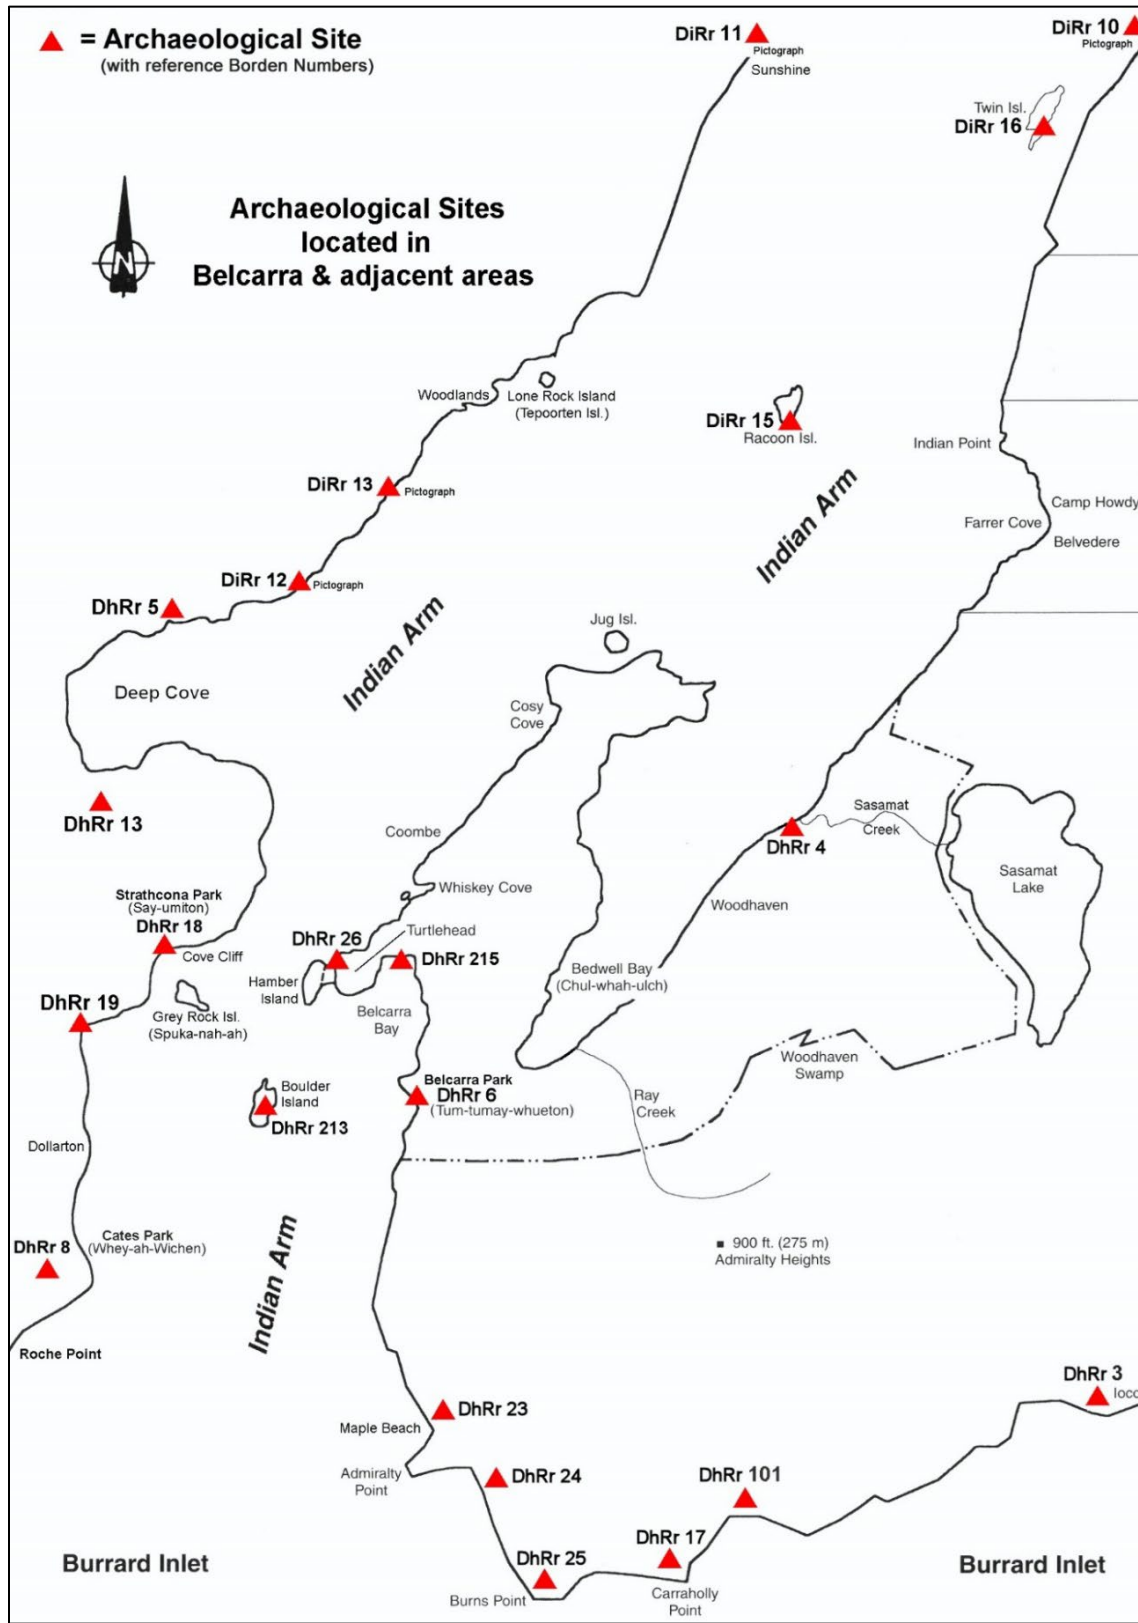 = Archaeological Site
(with reference Borden Numbers)
DiRr 11
Pictograph
Sunshine
DiRr 10
Pictograph
Twin Isl.
DiRr 16
N
Archaeological Sites
located in
Belcarra & adjacent areas
Woodlands
Lone Rock Island
(Tepoorten Isl.)
DiRr 15
Racoon Isl.
Indian Point
DiRr 13
Pictograph
Indian Arm
Camp Howdy
Farrer Cove
Belvedere
DiRr 12
Pictograph
DhRr 5
Indian Arm
Jug Isl.
Deep Cove
Cosy
Cove
DhRr 13
Coombe
Sasamat
Creek
DhRr 4
Sasamat
Lake
Whiskey Cove
Woodhaven
Strathcona Park
(Say-umiton)
DhRr 18
Cove Cliff
Turtlehead
DhRr 26
DhRr 215
Hamber
Island
Bedwell Bay
(Chul-whah-ulch)
DhRr 19
Grey Rock Isl.
(Spuka-nah-ah)
Belcarra
Bay
Woodhaven
Swamp
Boulder
Island
DhRr 213
Belcarra Park
DhRr 6
(Tum-tumay-whueton)
Ray
Creek
Dollarton
Cates Park
(Whey-ah-Wichen)
DhRr 8
900 ft. (275 m)
Admiralty Heights
Indian Arm
Roche Point
DhRr 3
Ioco
DhRr 23
Maple Beach
Admiralty
Point
DhRr 24
DhRr 101
DhRr 17
DhRr 25
Burrard Inlet
Burns Point
Carraholly
Point
Burrard Inlet